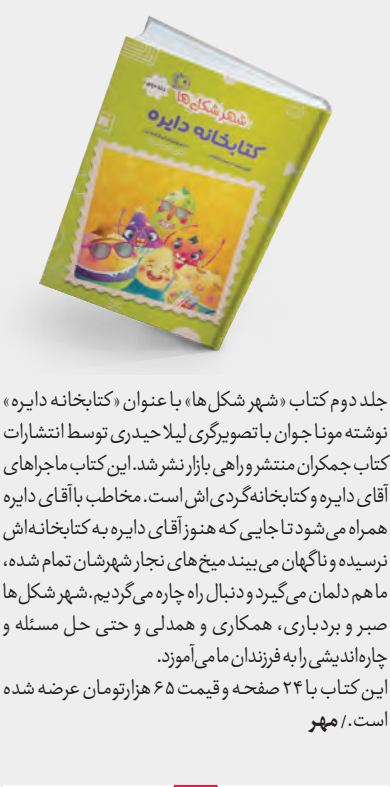 جلد دوم
شهر شکل‌ها
کتابخانه دایره
جلد دوم کتاب «شهر شکل‌ها» با عنوان «کتابخانه دایره»
نوشته مونا جوان با تصویرگری لیلا حیدری توسط انتشارات
کتاب جمکران منتشر و راهی بازار نشر شد. این کتاب ماجراهای
آقای دایره و کتابخانه‌گردی‌اش است. مخاطب با آقای دایره
همراه می‌شود تا جایی که هنوز آقای دایره به کتابخانه‌اش
نرسیده و ناگهان می‌بیند میخ‌های نجار شهرشان تمام شده،
ما هم دلمان می‌گیرد و دنبال راه چاره می‌گردیم. شهر شکل‌ها
صبر و بردباری، همکاری و همدلی و حتی حل مسئله و
چاره‌اندیشی را به فرزندان ما می‌آموزد.
این کتاب با ۲۴ صفحه و قیمت ۶۵ هزارتومان عرضه شده
است./ مهر